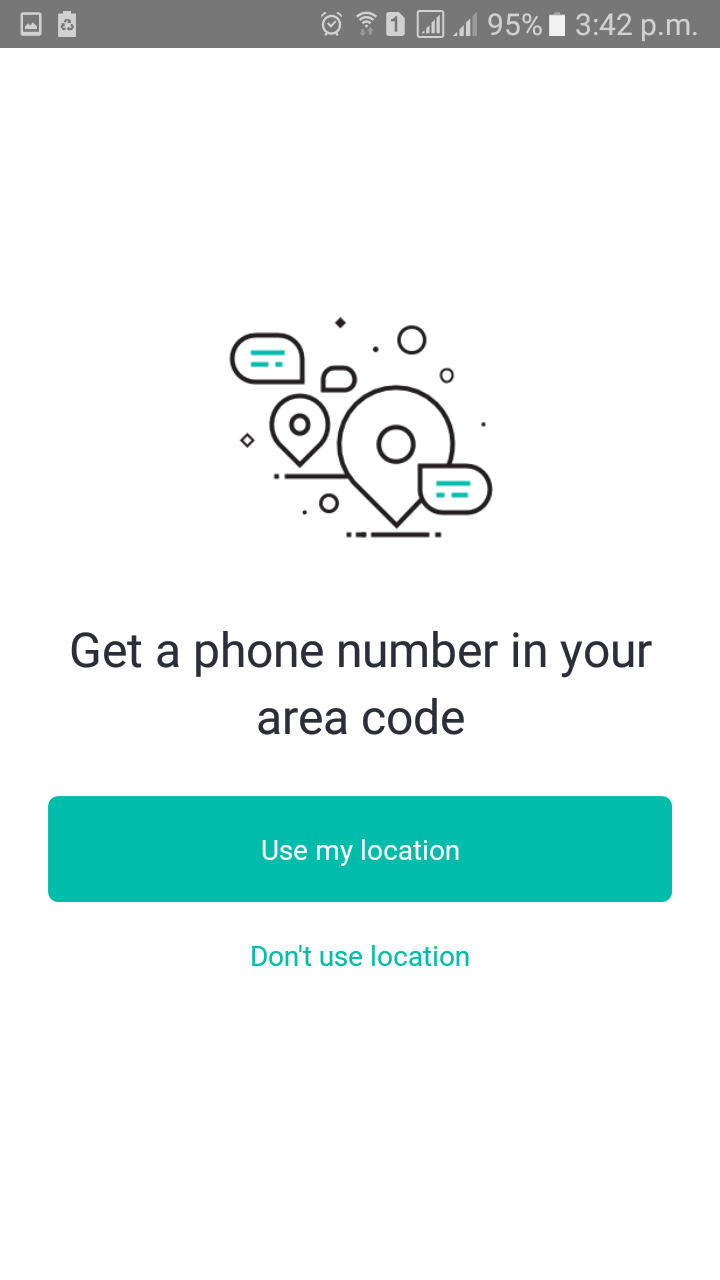 1 95% 3:42 p.m.
Get a phone number in your
area code
Use my location
Don't use location